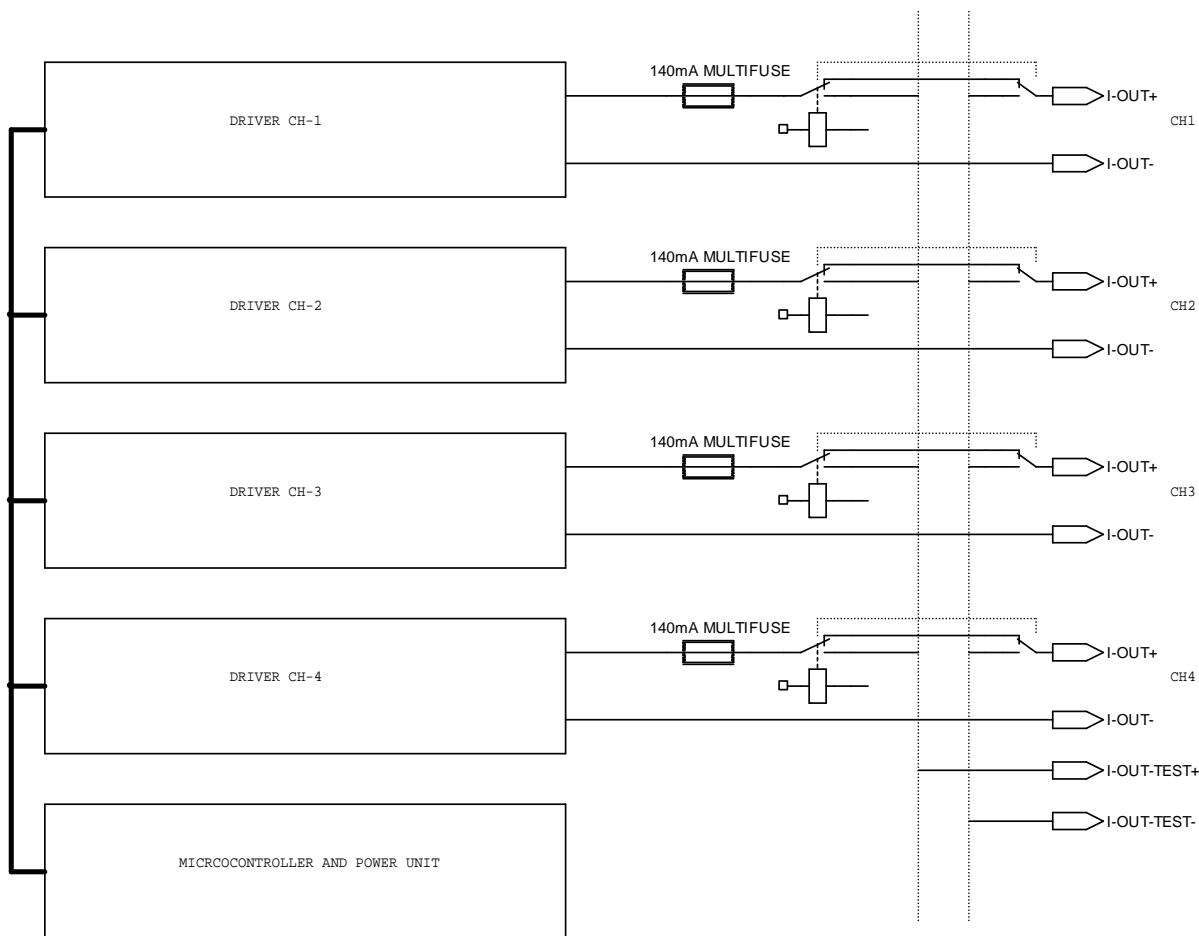 140mA MULTIFUSE
I-OUT+
DRIVER CH-1
CH1
I-OUT-
140mA MULTIFUSE
I-OUT+
DRIVER CH-2
CH2
I-OUT-
140mA MULTIFUSE
I-OUT+
DRIVER CH-3
CH3
I-OUT-
140mA MULTIFUSE
I-OUT+
DRIVER CH-4
CH4
I-OUT-
I-OUT-TEST+
I-OUT-TEST-
MICRCOCONTROLLER AND POWER UNIT